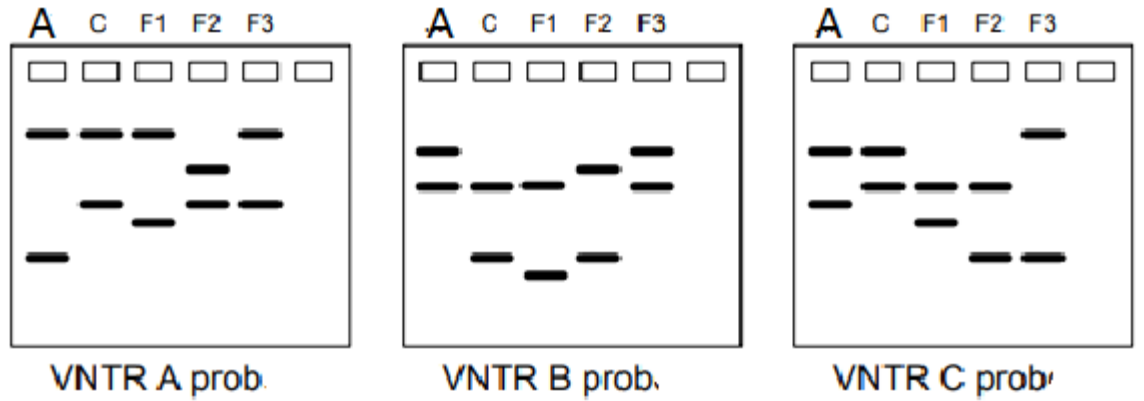 A C F1 F2 F3
A C F1 F2 F3
A C F1 F2 F3
VNTR A prob
VNTR B prob
VNTR C prob